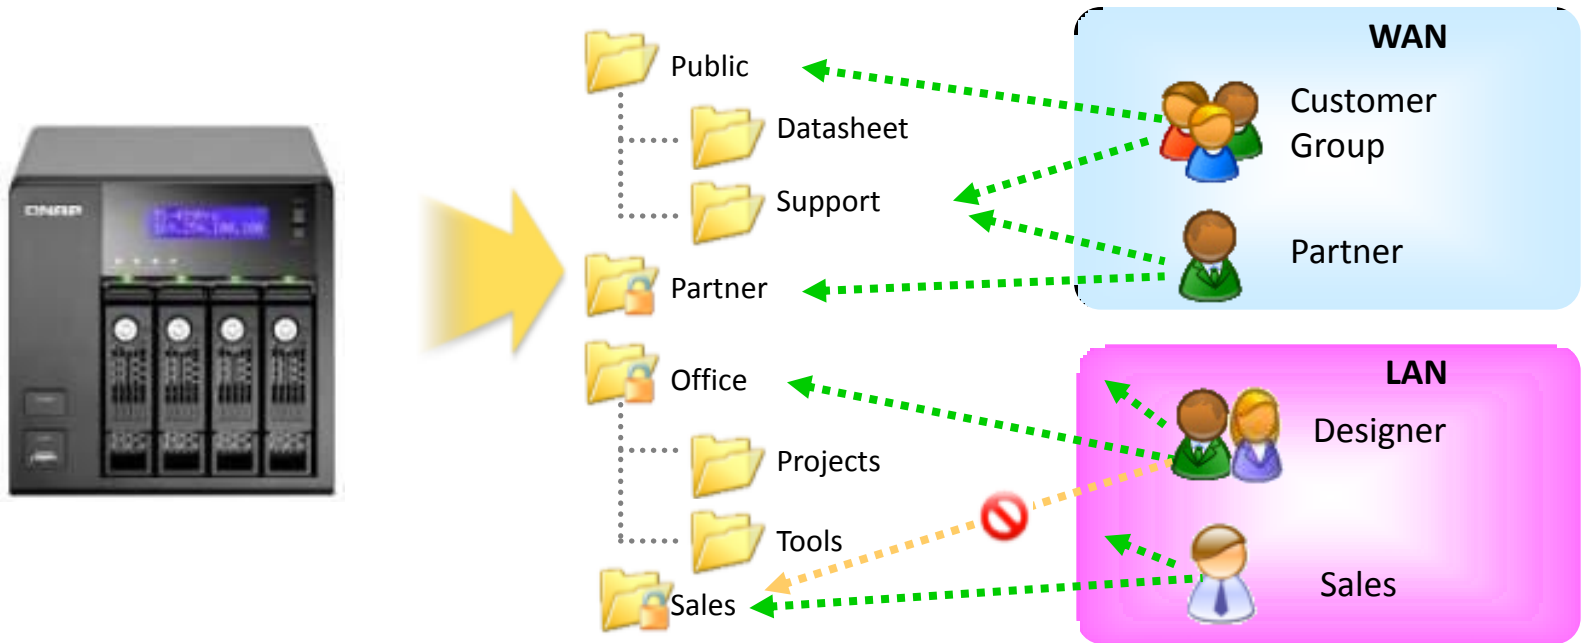 QNAP
Public
Datasheet
Support
Partner
Office
Projects
Tools
Sales
WAN
Customer
Group
Partner
LAN
Designer
Sales